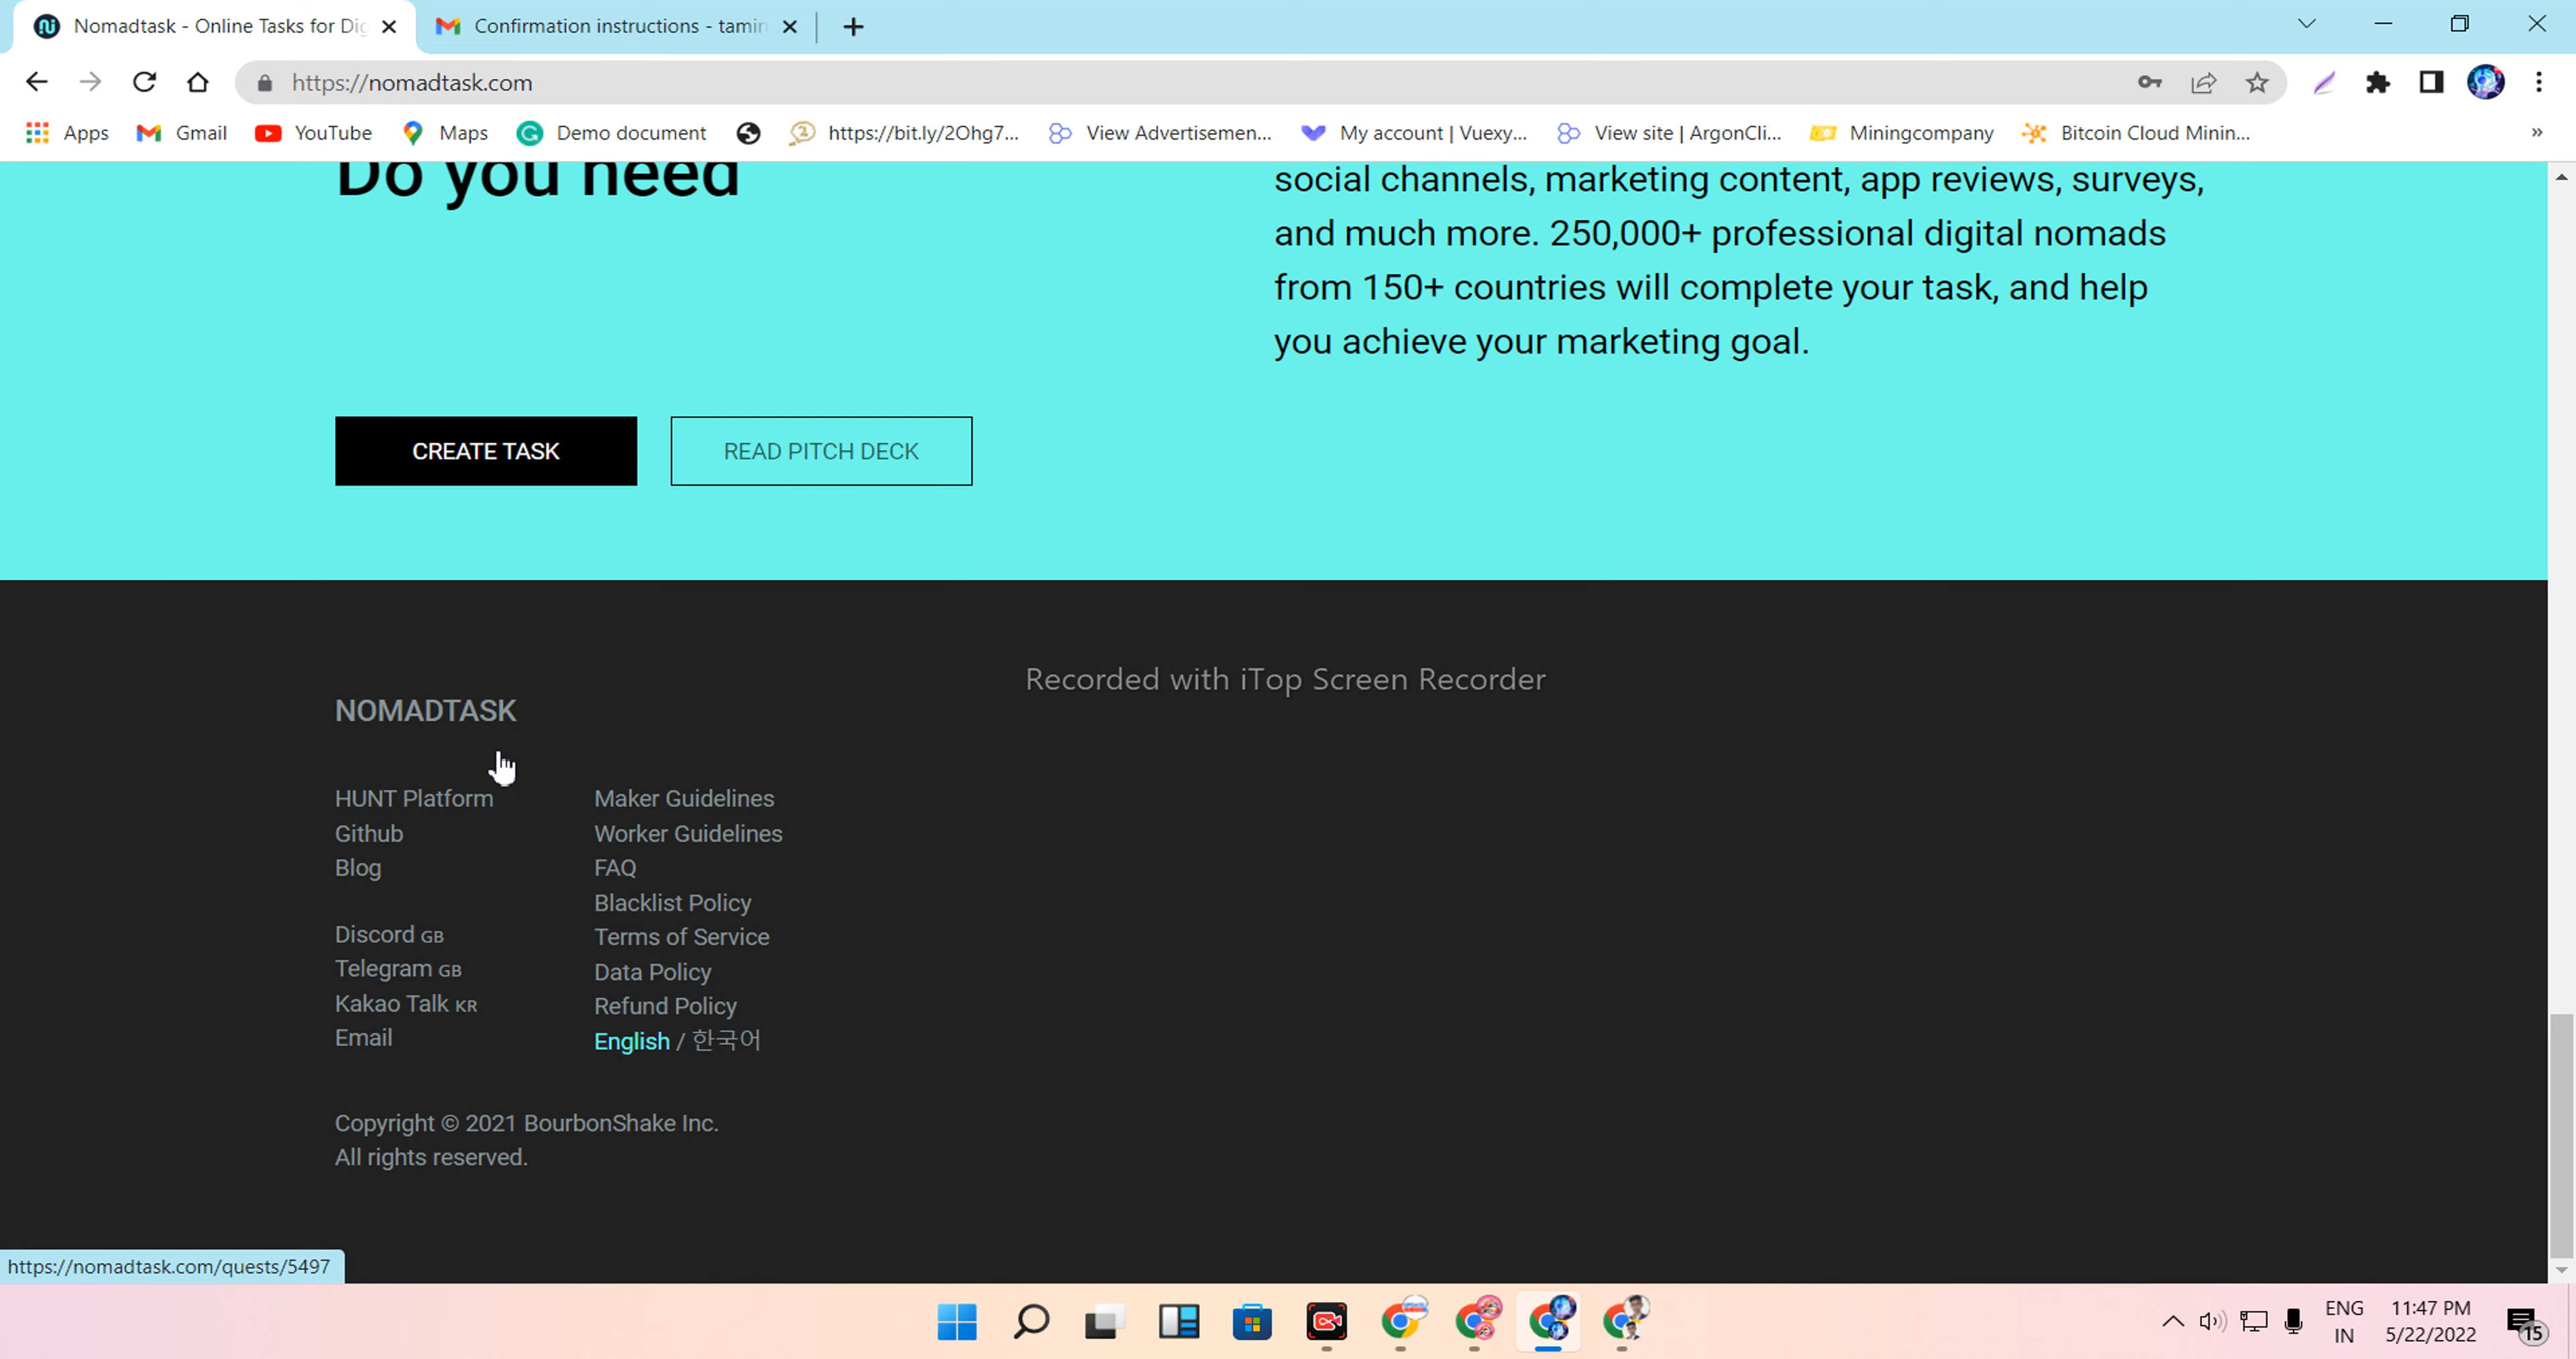 Nomadtask - Online Tasks for Dig
Confirmation instructions - tamir
https://nomadtask.com
Apps
Gmail
YouTube
Maps
Demo document
https://bit.ly/2Ohg7...
View Advertisemen...
My account | Vuexy...
View site | ArgonCli...
Miningcompany
Bitcoin Cloud Minin...
»
Do you need
social channels, marketing content, app reviews, surveys,
and much more. 250,000+ professional digital nomads
from 150+ countries will complete your task, and help
you achieve your marketing goal.
CREATE TASK
READ PITCH DECK
Recorded with iTop Screen Recorder
NOMADTASK
HUNT Platform
Github
Blog
Discord GB
Telegram GB
Kakao Talk KR
Email
Maker Guidelines
Worker Guidelines
FAQ
Blacklist Policy
Terms of Service
Data Policy
Refund Policy
English / 한국어
Copyright © 2021 BourbonShake Inc.
All rights reserved.
https://nomadtask.com/quests/5497
ENG
IN
11:47 PM
5/22/2022
15